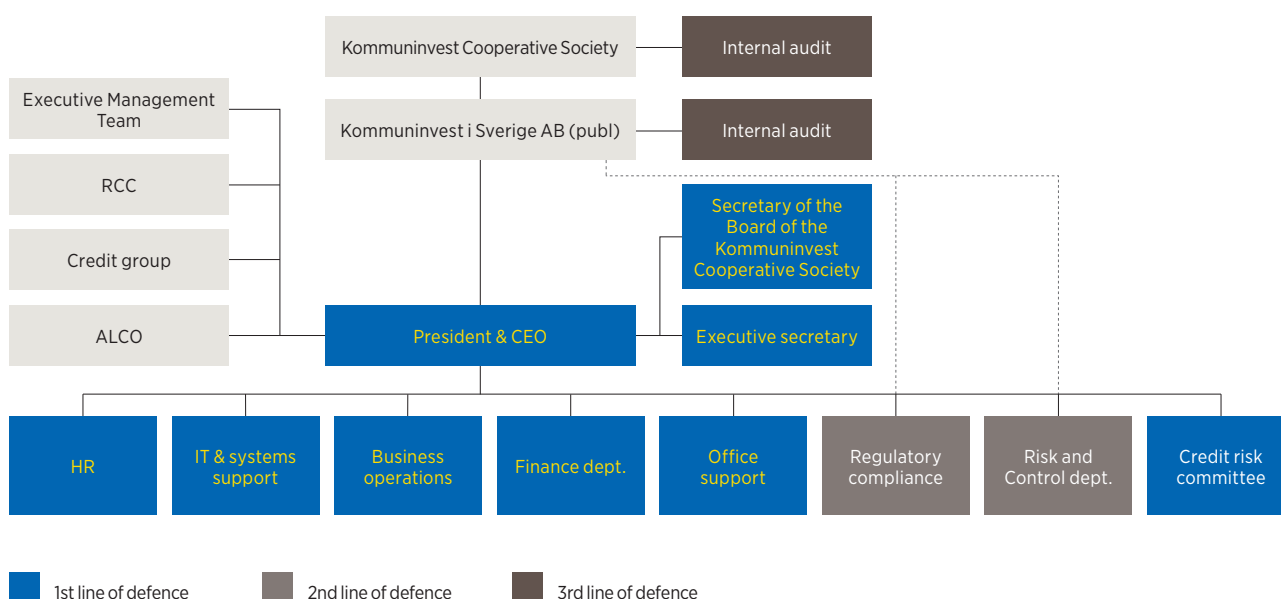 Kommuninvest Cooperative Society
Internal audit
Executive Management
Team
Kommuninvest i Sverige AB (publ)
Internal audit
RCC
Secretary of the
Board of the
Kommuninvest
Cooperative Society
Credit group
ALCO
President & CEO
Executive secretary
HR
IT & systems
support
Business
operations
Finance dept.
Office
support
Regulatory
compliance
Risk and
Control dept.
Credit risk
committee
1st line of defence
2nd line of defence
3rd line of defence